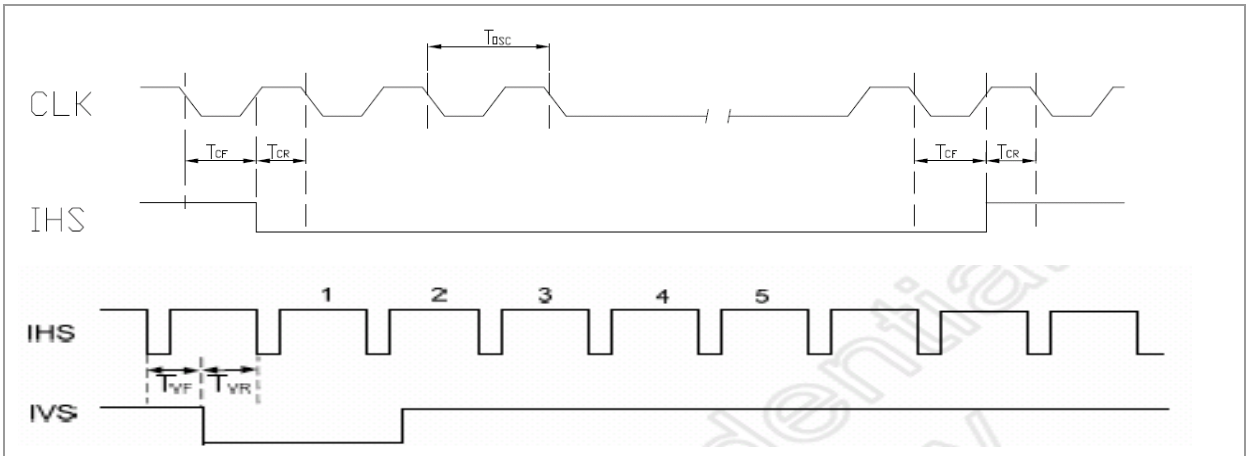 Tosc
CLK
TCF TCR TCF TCR
IHS
1 2 3 4 5
IHS
TVF TVR
IVS